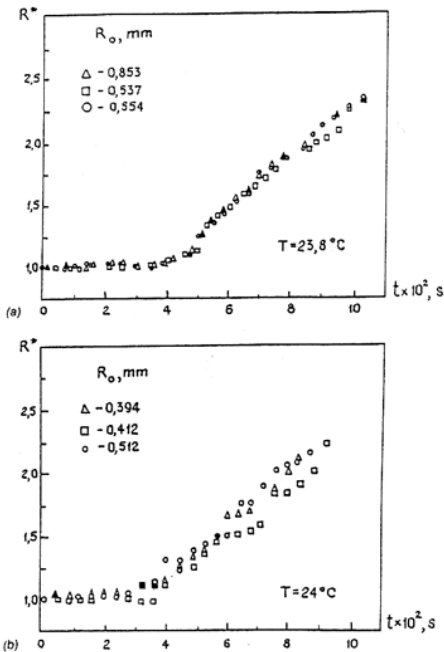 R*
R₀, mm
2,5
△ - 0,853
□ - 0,537
○ - 0,554
2,0
1,5
T = 23,8 °C
1,0
0 2 4 6 8 10
t×10², s
(a)
R*
R₀, mm
△ - 0,394
2,5
□ - 0,412
○ - 0,512
2,0
1,5
T = 24°C
1,0
t×10², s
0 2 4 6 8 10
(b)